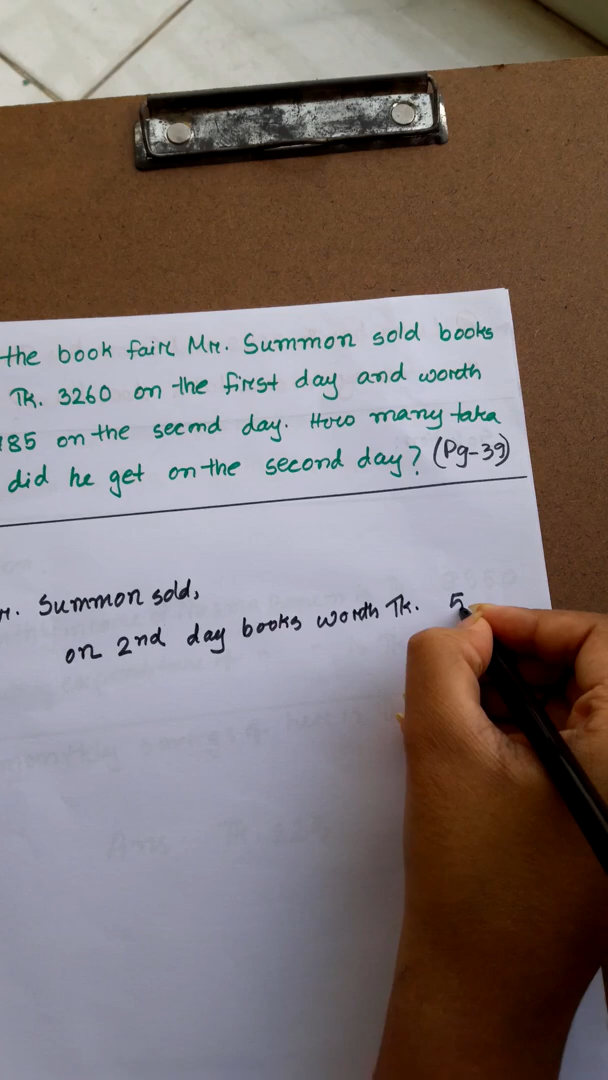 the book fair Mr. Summon sold books
Tk. 3260 on the first day and worth
185 on the second day. How many taka
did he get on the second day? (Pg-39)
r. Summon sold,
on 2nd day books worth Tk. 5